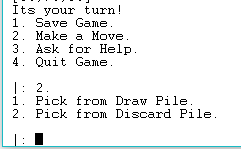 Its your turn!
1. Save Game.
2. Make a Move.
3. Ask for Help.
4. Quit Game.
|: 2.
1. Pick from Draw Pile.
2. Pick from Discard Pile.
|: